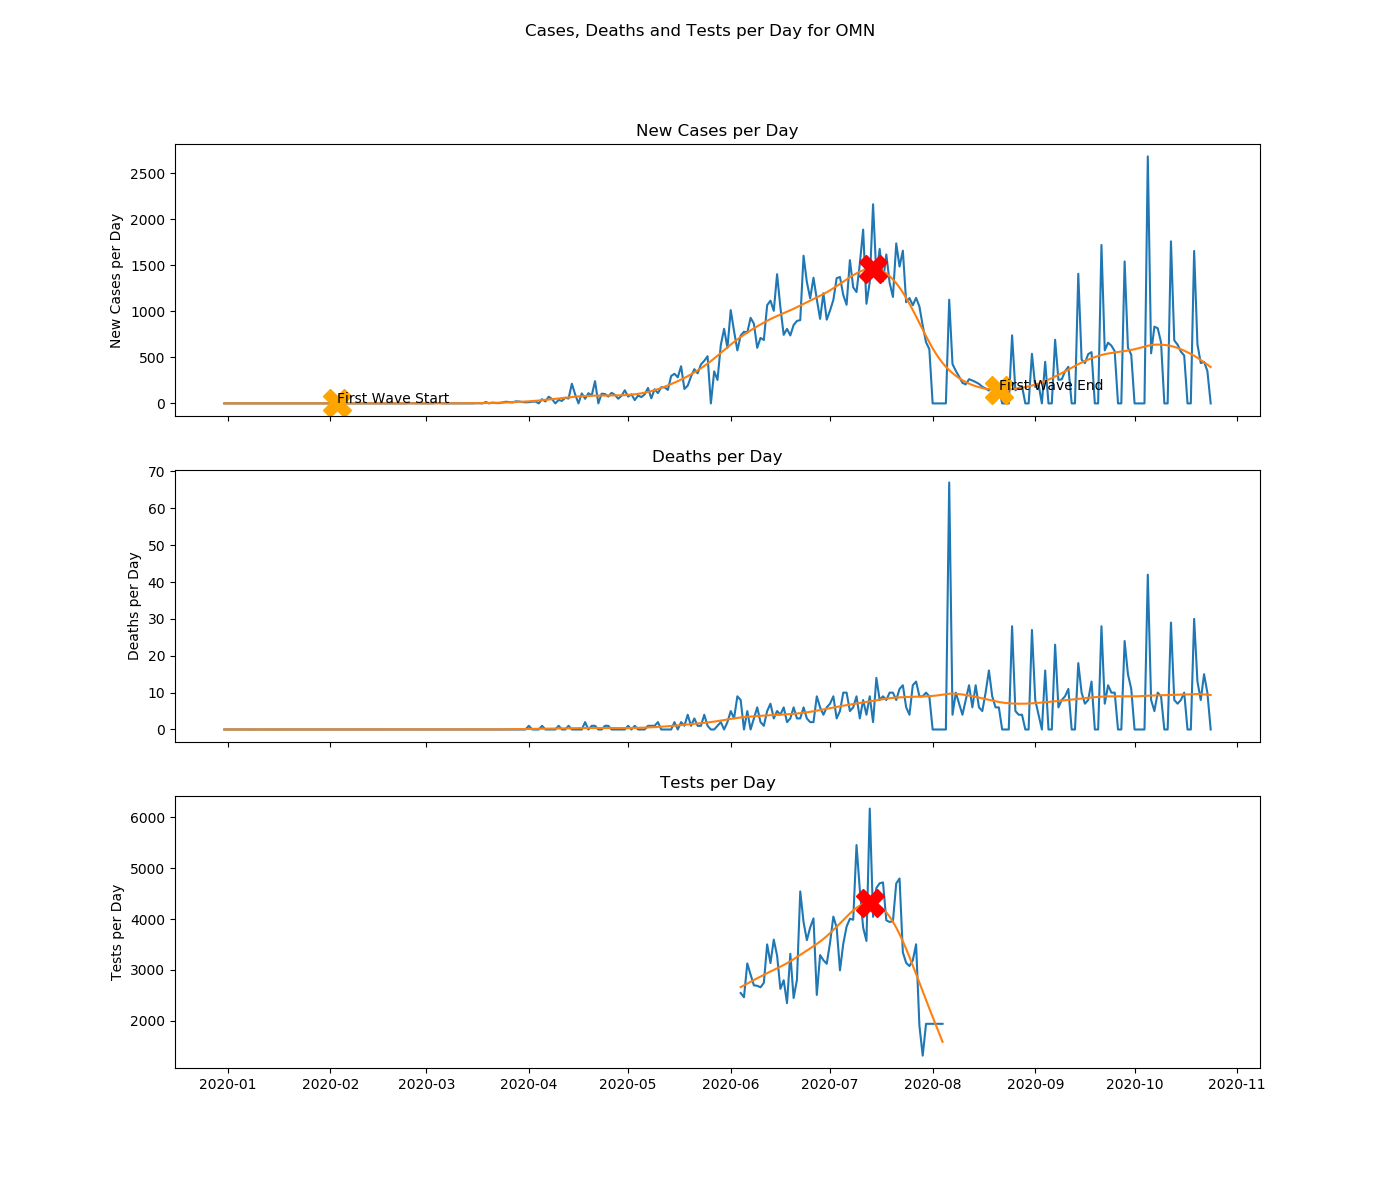 Cases, Deaths and Tests per Day for OMN
New Cases per Day
New Cases per Day
2500
2000
1500
1000
500
0
First Wave Start
First Wave End
Deaths per Day
Deaths per Day
70
60
50
40
30
20
10
0
Tests per Day
Tests per Day
6000
5000
4000
3000
2000
2020-01 2020-02 2020-03 2020-04 2020-05 2020-06 2020-07 2020-08 2020-09 2020-10 2020-11